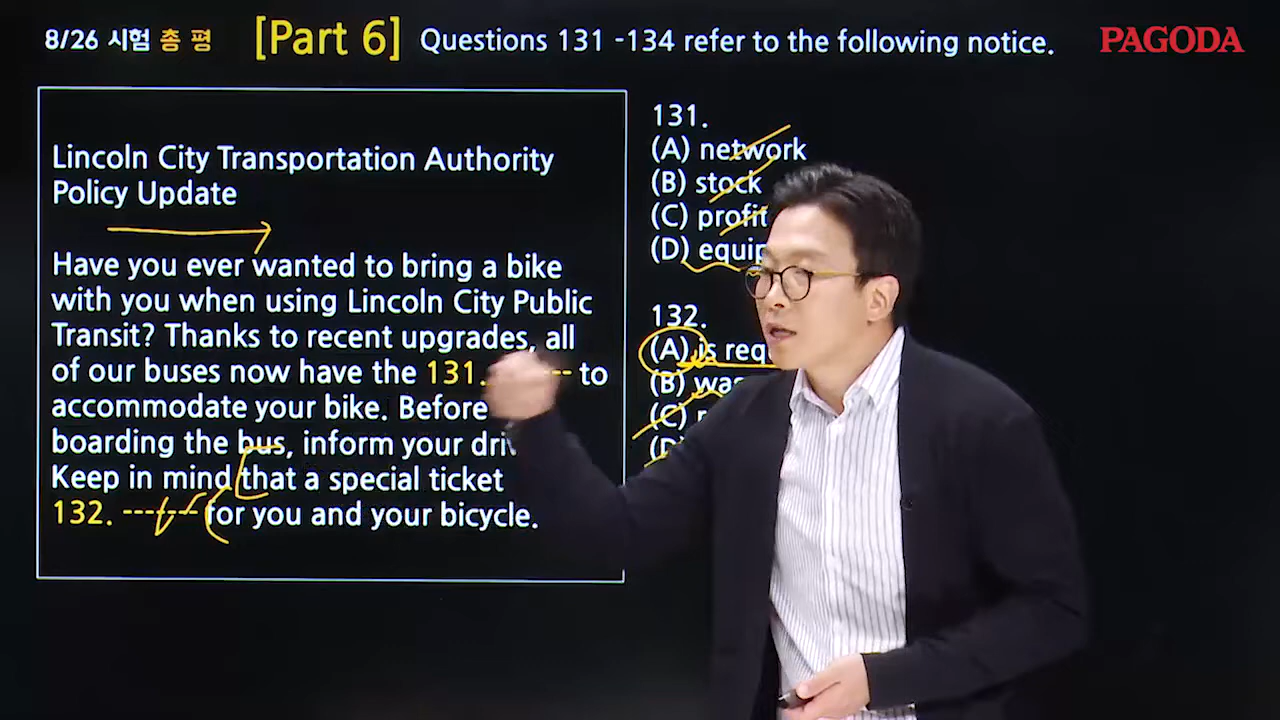 8/26 시험 총평 [Part 6] Questions 131 -134 refer to the following notice.
PAGODA
Lincoln City Transportation Authority
Policy Update
Have you ever wanted to bring a bike
with you when using Lincoln City Public
Transit? Thanks to recent upgrades, all
of our buses now have the 131. --- to
accommodate your bike. Before
boarding the bus, inform your
Keep in mind that a special ticket
132. ------- for you and your bicycle.
131.
(A) network
(B) stock
(C) profit
(D)
132.
(A) is
(B)
(C)
(D)